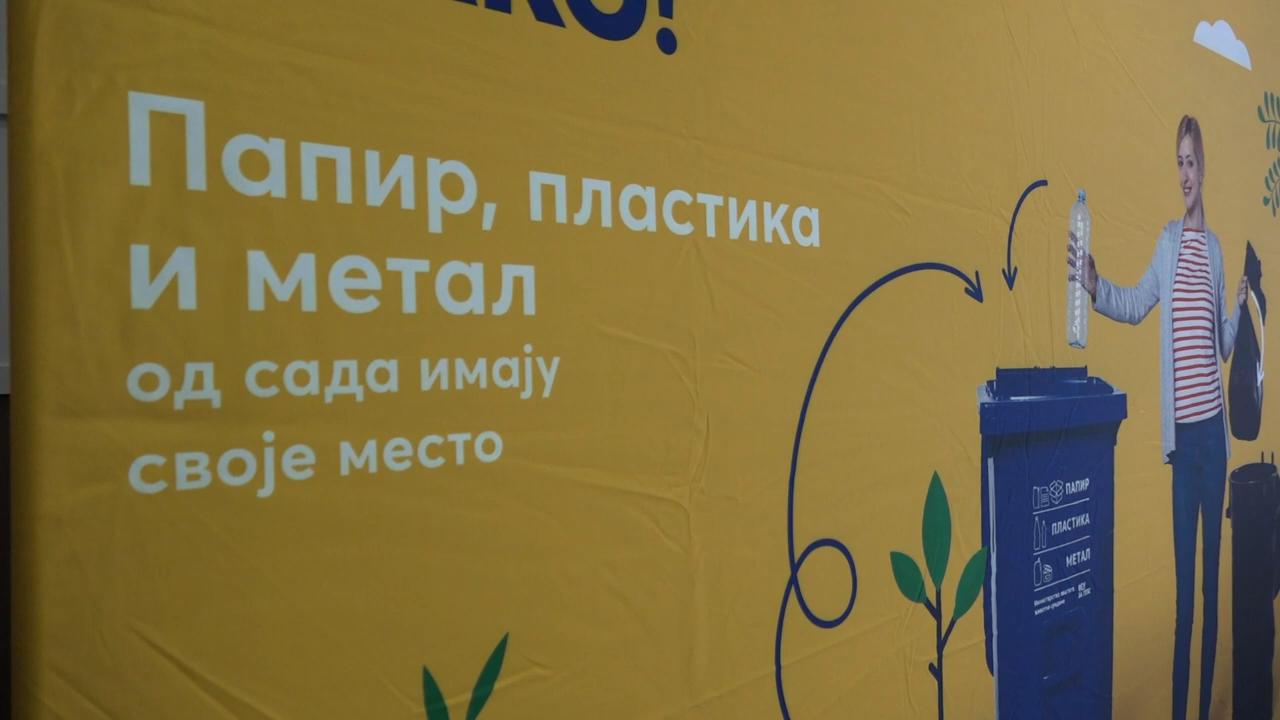 Папир, пластика
и метал
од сада имају
своје место
ПАПИР
ПЛАСТИКА
МЕТАЛ